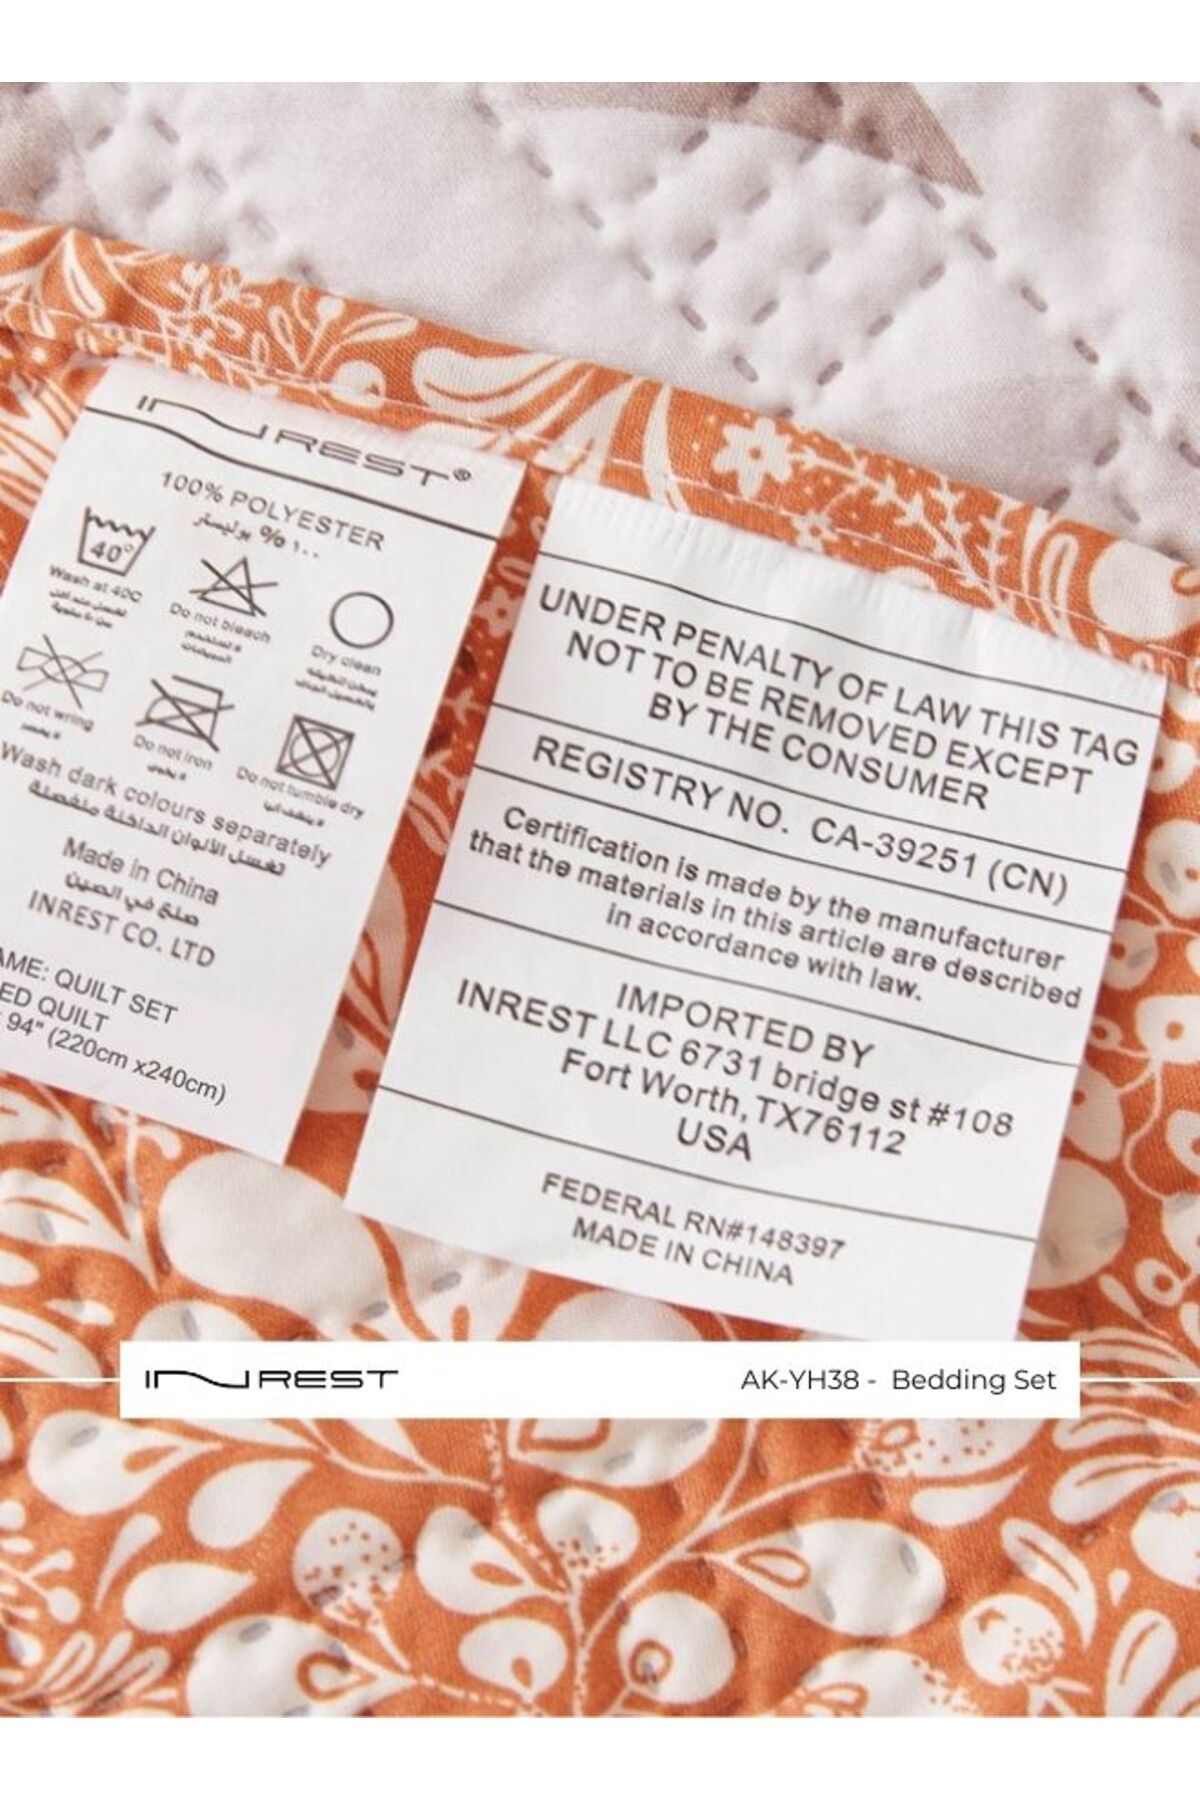 INREST®
100% POLYESTER
١٠٠ % بوليستر
40°
Wash at 40C
Do not bleach
Dry clean
Do not wring
Do not iron
Do not tumble dry
Wash dark colours separately
تغسل الألوان الداخلة منفصلة
Made in China
صنع في الصين
INREST CO. LTD
AME: QUILT SET
ED QUILT
94" (220cm x240cm)
UNDER PENALTY OF LAW THIS TAG
NOT TO BE REMOVED EXCEPT
BY THE CONSUMER
REGISTRY NO. CA-39251 (CN)
Certification is made by the manufacturer
that the materials in this article are described
in accordance with law.
IMPORTED BY
INREST LLC 6731 bridge st #108
Fort Worth, TX76112
USA
FEDERAL RN#148397
MADE IN CHINA
INREST
AK-YH38 - Bedding Set